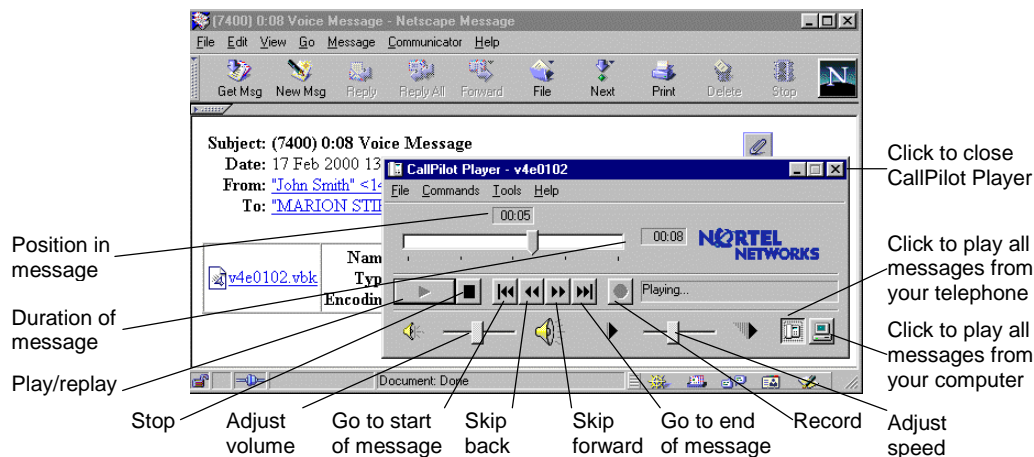 (7400) 0:08 Voice Message - Netscape Message
File Edit View Go Message Communicator Help
Get Msg New Msg Reply Reply All Forward File Next Print Delete Stop
N
Subject: (7400) 0:08 Voice Message
Date: 17 Feb 2000 13
From: "John Smith" <14
To: "MARION STIE
v4e0102.vbk
Nam
Typ
Encodin
CallPilot Player - v4e0102
File Commands Tools Help
00:05
00:08
NORTEL
NETWORKS
Playing...
Document: Done
Click to close
CallPilot Player
Position in
message
Click to play all
messages from
your telephone
Duration of
message
Click to play all
messages from
your computer
Play/replay
Stop
Adjust
volume
Go to start
of message
Skip
back
Skip
forward
Go to end
of message
Record
Adjust
speed